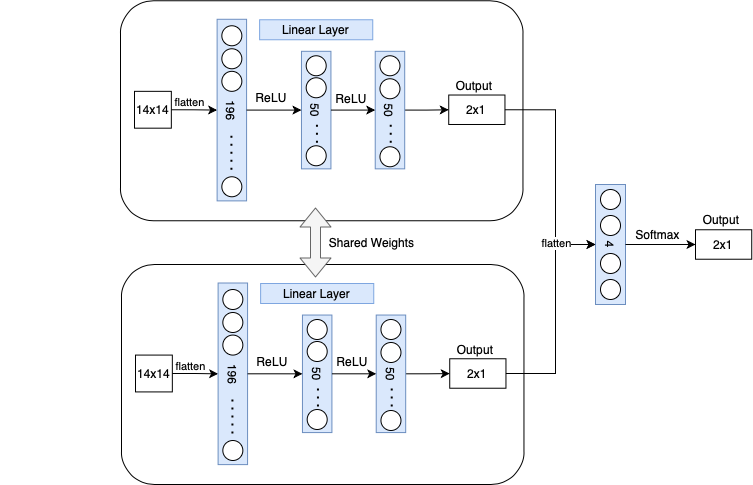 Linear Layer
14x14
flatten
196
......
ReLU
50
....
ReLU
50
....
Output
2x1
Shared Weights
Linear Layer
14x14
flatten
196
......
ReLU
50
....
ReLU
50
....
Output
2x1
flatten
4
Softmax
Output
2x1